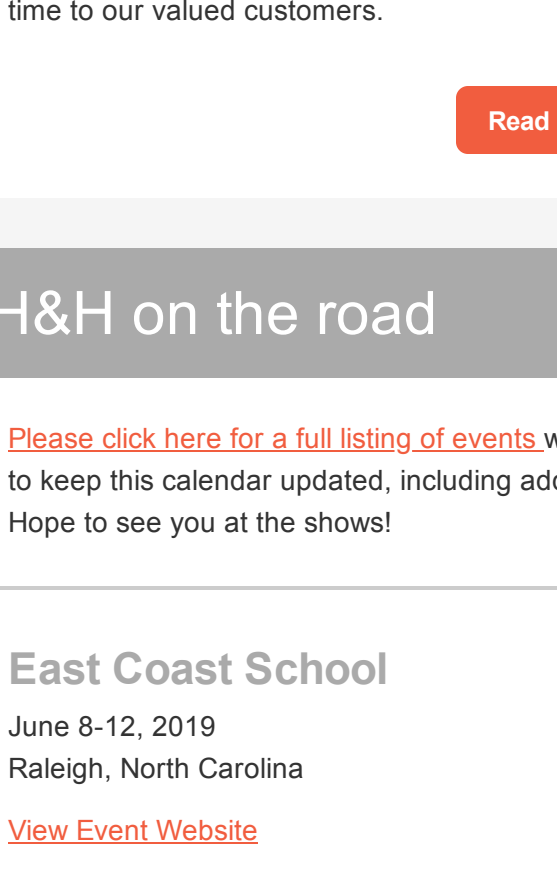 time to our valued customers.
Read
H&H on the road
Please click here for a full listing of events
to keep this calendar updated, including
Hope to see you at the shows!
East Coast School
June 8-12, 2019
Raleigh, North Carolina
View Event Website